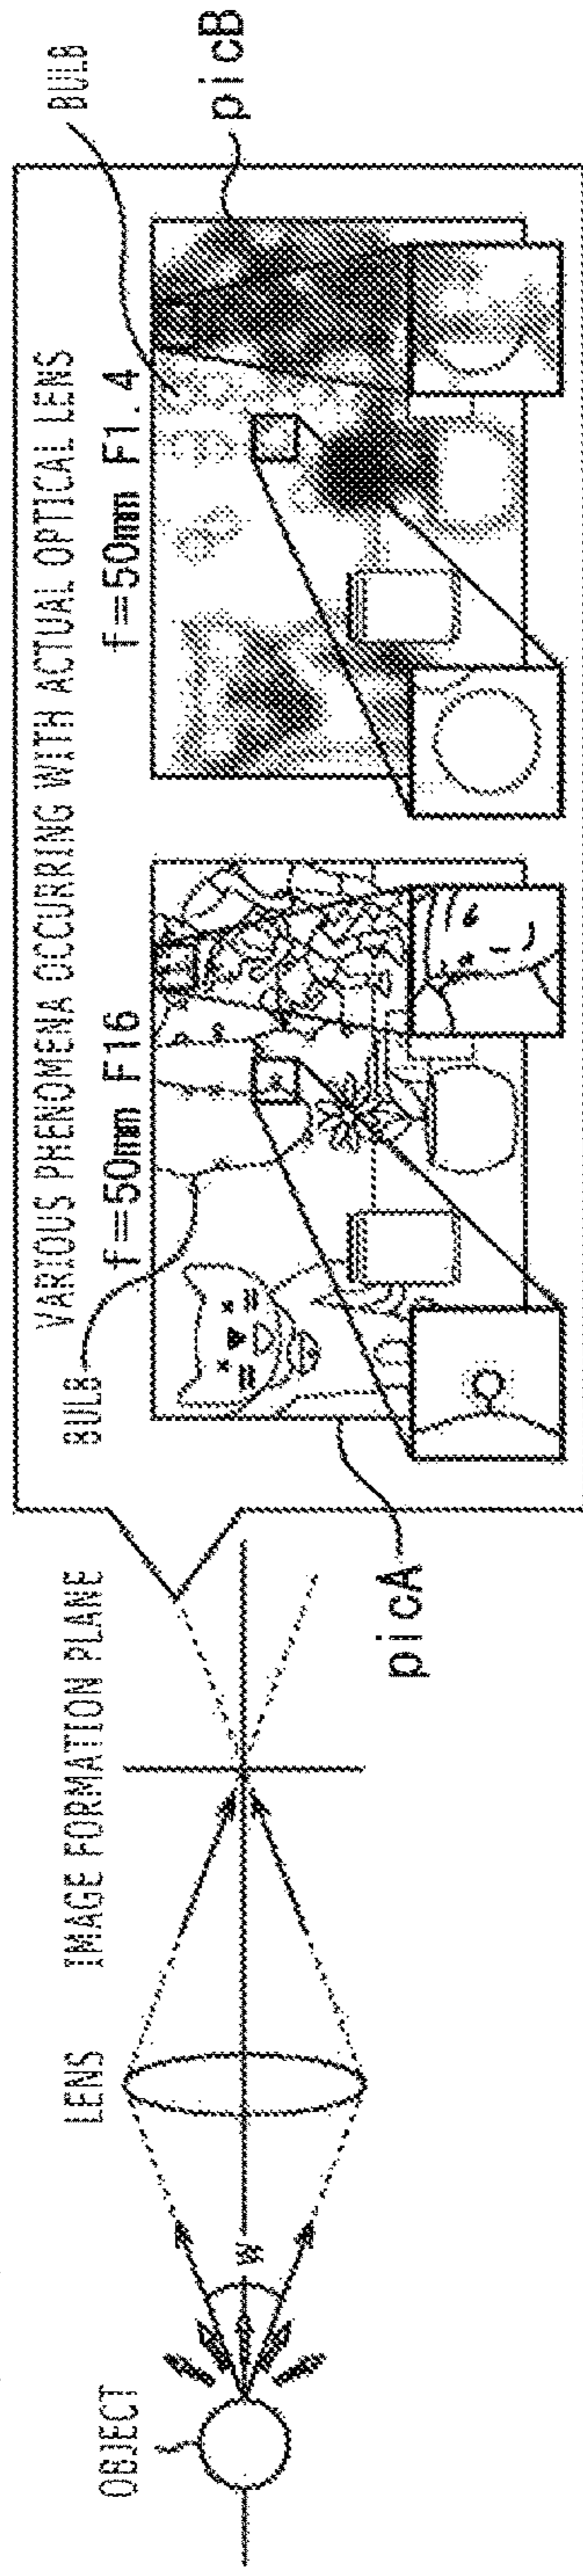 OBJECT
W
LENS
IMAGE FORMATION PLANE
VARIOUS PHENOMENA OCCURRING WITH ACTUAL OPTICAL LENS
BULB
f=50mm F16
picA
f=50mm F1.4
BULB
picB